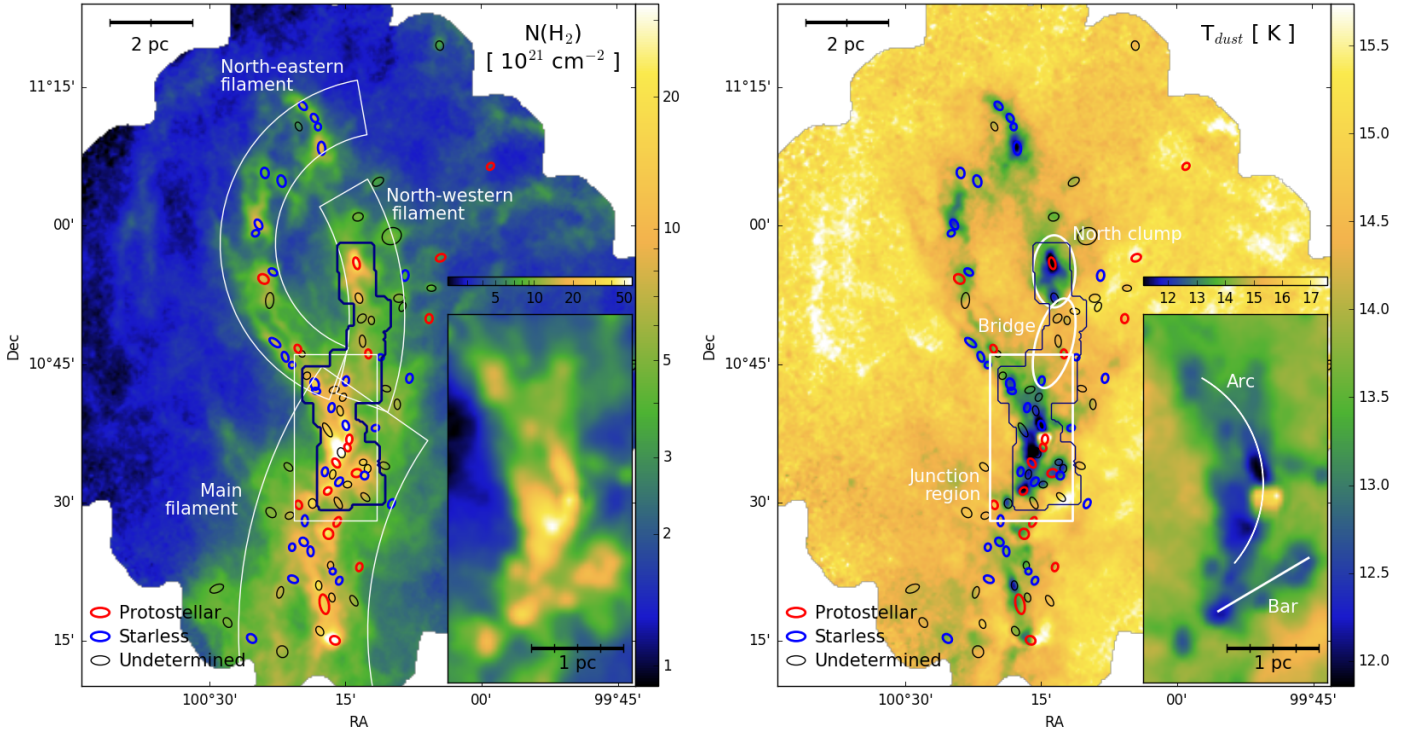 2 pc
N(H₂)
[ 10²¹ cm⁻² ]
North-eastern
filament
North-western
filament
Main
filament
5 10 20 50
1 pc
Protostellar
Starless
Undetermined
11°15'
00'
10°45'
30'
15'
Dec
100°30' 15' 00' 99°45'
RA
20
10
5
3
2
1
2 pc
T_dust [ K ]
North clump
12 13 14 15 16 17
Bridge
Junction
region
Arc
Bar
1 pc
Protostellar
Starless
Undetermined
11°15'
00'
10°45'
30'
15'
Dec
100°30' 15' 00' 99°45'
RA
15.5
15.0
14.5
14.0
13.5
13.0
12.5
12.0